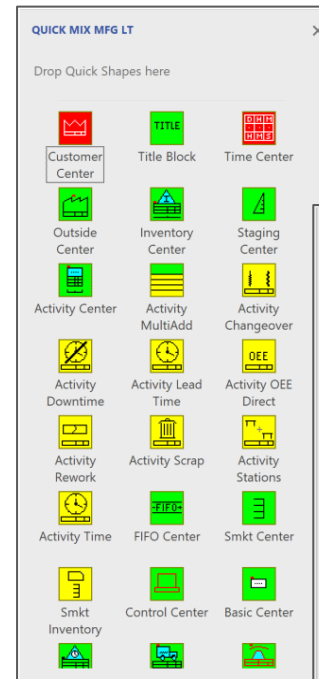 QUICK MIX MFG LT
Drop Quick Shapes here
TITLE
D H M
H M S
Customer
Center
Title Block
Time Center
Outside
Center
Inventory
Center
Staging
Center
OEE
Activity Center
Activity
MultiAdd
Activity
Changeover
Activity
Downtime
Activity Lead
Time
Activity OEE
Direct
Activity
Rework
Activity Scrap
Activity
Stations
-FIFO→
Activity Time
FIFO Center
Smkt Center
Smkt
Inventory
Control Center
Basic Center